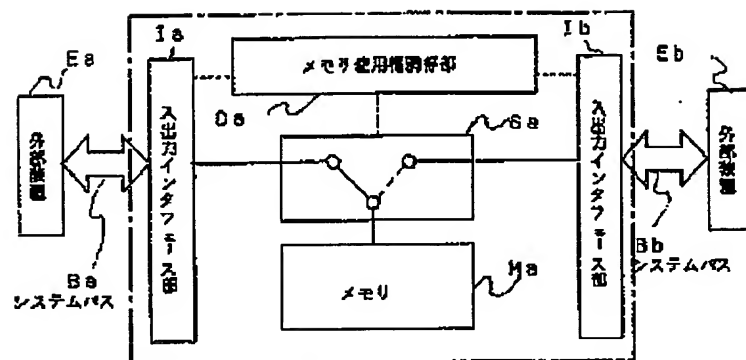 Ia
Ib
Ea
Eb
メモリ使用権調停部
Da
Sa
外部装置
入出力インタフェース部
入出力インタフェース部
外部装置
Ba
システムバス
メモリ
Ma
Bb
システムバス